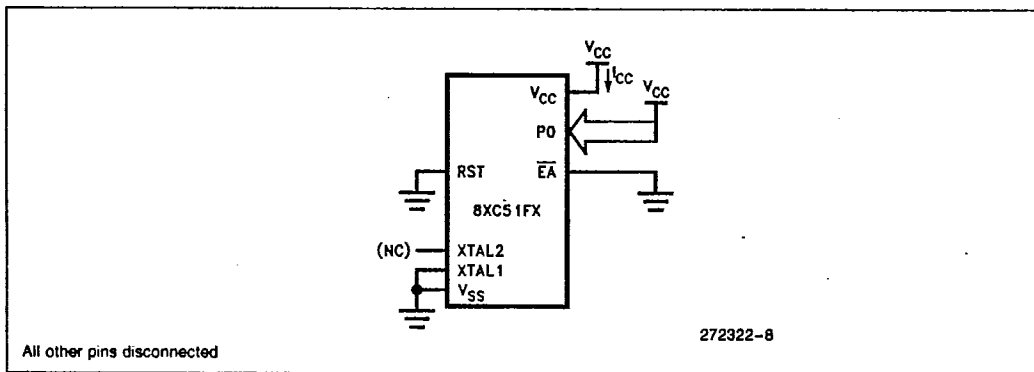 VCC
ICC
VCC
VCC
P0
RST
EA
8XC51FX
(NC)
XTAL2
XTAL1
VSS
272322-8
All other pins disconnected